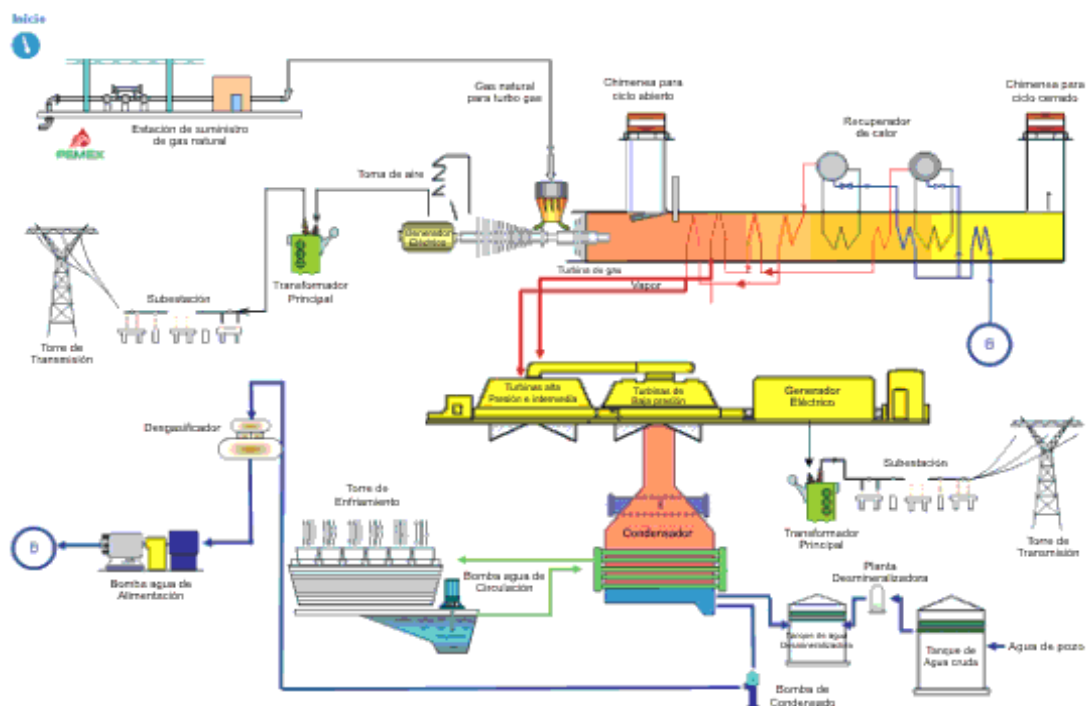 Inicio
Gas natural
para turbo gas
Chimenea para
ciclo abierto
Chimenea para
ciclo cerrado
Recuperador
de calor
Estación de suministro
de gas natural
PEMEX
Toma de aire
Generador
Eléctrico
Turbina de gas
Vapor
Transformador
Principal
Subestación
Torre de
Transmisión
6
Turbinas alta
Presión e intermedia
Turbinas de
Baja presión
Generador
Eléctrico
Desgasificador
Subestación
Torre de
Enfriamiento
Condensador
Transformador
Principal
Torre de
Transmisión
Bomba agua de
Alimentación
Bomba agua de
Circulación
Planta
Desmineralizadora
Tanque de agua
Desmineralizadora
Tanque de
Agua cruda
Agua de pozo
Bomba de
Condensado